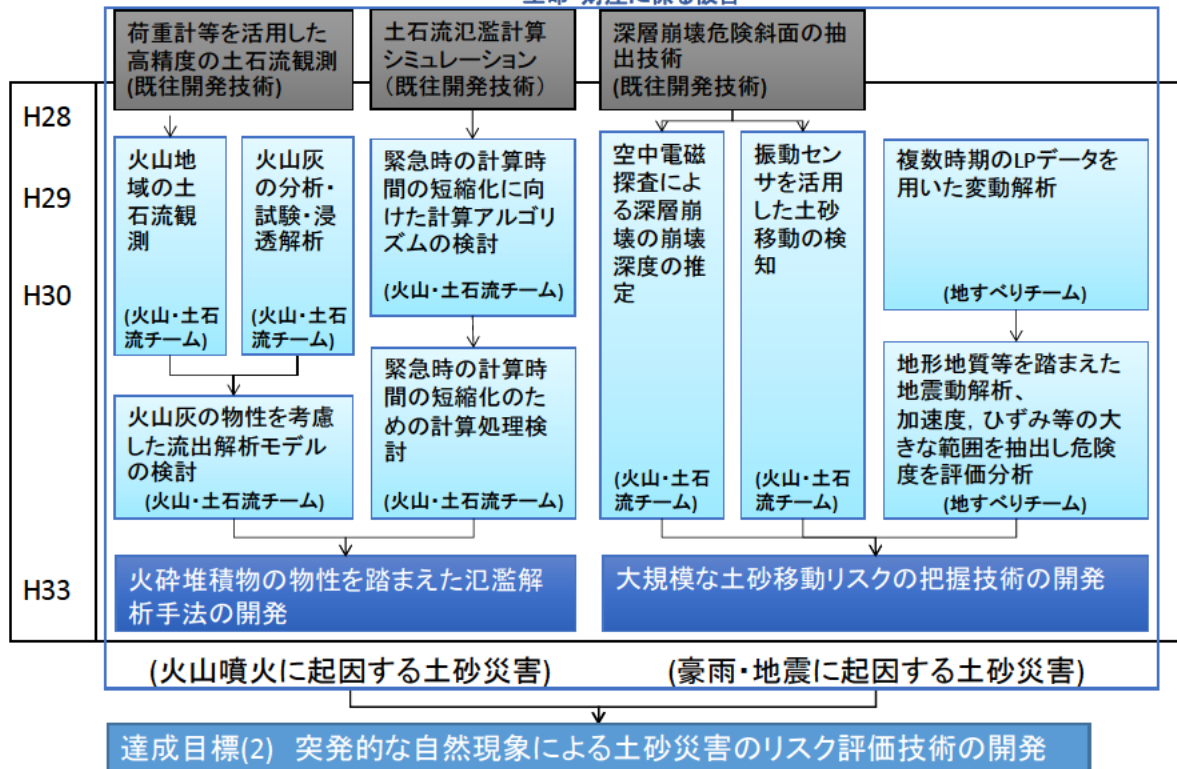 荷重計等を活用した
高精度の土石流観測
(既往開発技術)
土石流氾濫計算
シミュレーション
(既往開発技術)
深層崩壊危険斜面の抽
出技術
(既往開発技術)
H28
H29
H30
H33
火山地
域の土
石流観
測
(火山・土石
流チーム)
火山灰
の分析・
試験・浸
透解析
(火山・土石
流チーム)
緊急時の計算時
間の短縮化に向
けた計算アルゴリ
ズムの検討
(火山・土石流チーム)
空中電磁
探査によ
る深層崩
壊の崩壊
深度の推
定
(火山・土石
流チーム)
振動セン
サを活用
した土砂
移動の検
知
(火山・土石
流チーム)
複数時期のLPデータを
用いた変動解析
(地すべりチーム)
火山灰の物性を考慮
した流出解析モデル
の検討
(火山・土石流チーム)
緊急時の計算時
間の短縮化のた
めの計算処理検
討
(火山・土石流チーム)
地形地質等を踏まえた
地震動解析、
加速度，ひずみ等の大
きな範囲を抽出し危険
度を評価分析
(地すべりチーム)
火砕堆積物の物性を踏まえた氾濫解
析手法の開発
大規模な土砂移動リスクの把握技術の開発
(火山噴火に起因する土砂災害)
(豪雨・地震に起因する土砂災害)
達成目標(2) 突発的な自然現象による土砂災害のリスク評価技術の開発